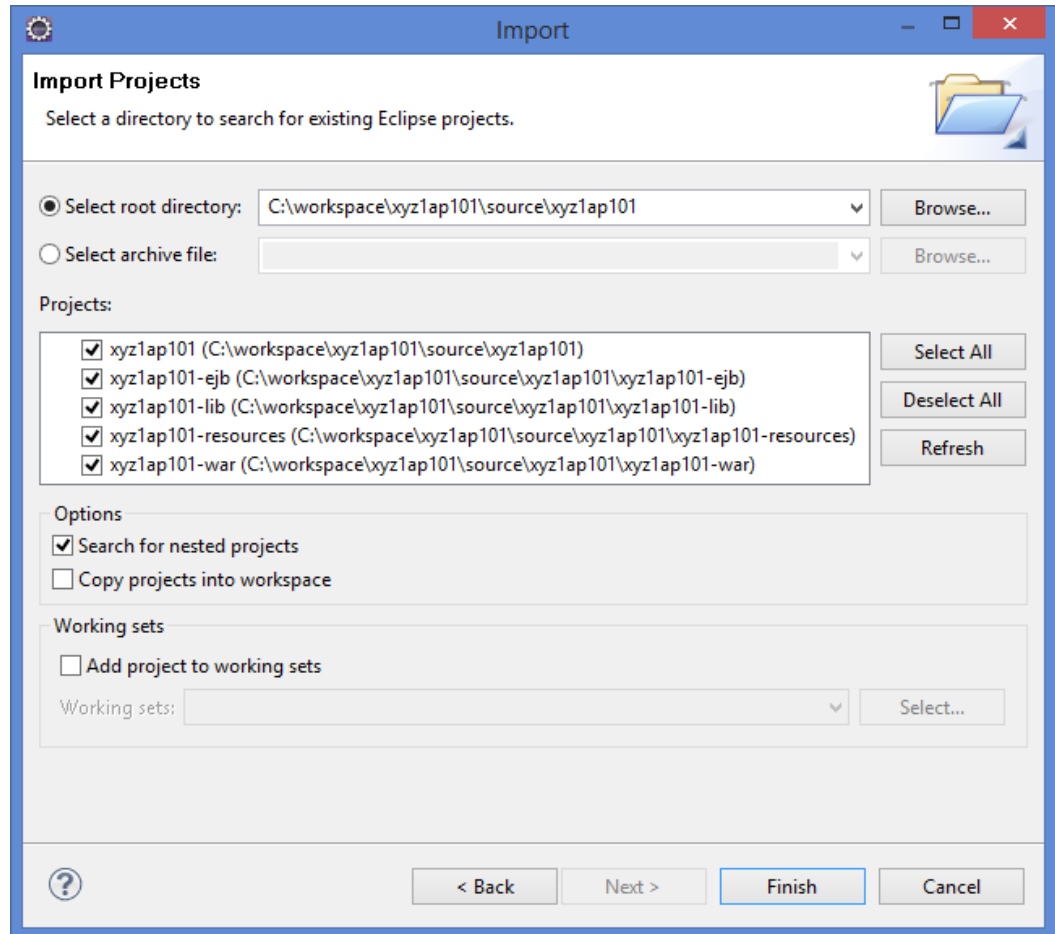 Import
Import Projects
Select a directory to search for existing Eclipse projects.
Select root directory: C:\workspace\xyz1ap101\source\xyz1ap101 Browse...
Select archive file: Browse...
Projects:
xyz1ap101 (C:\workspace\xyz1ap101\source\xyz1ap101)
xyz1ap101-ejb (C:\workspace\xyz1ap101\source\xyz1ap101\xyz1ap101-ejb)
xyz1ap101-lib (C:\workspace\xyz1ap101\source\xyz1ap101\xyz1ap101-lib)
xyz1ap101-resources (C:\workspace\xyz1ap101\source\xyz1ap101\xyz1ap101-resources)
xyz1ap101-war (C:\workspace\xyz1ap101\source\xyz1ap101\xyz1ap101-war)
Select All
Deselect All
Refresh
Options
Search for nested projects
Copy projects into workspace
Working sets
Add project to working sets
Working sets: Select...
? < Back Next > Finish Cancel